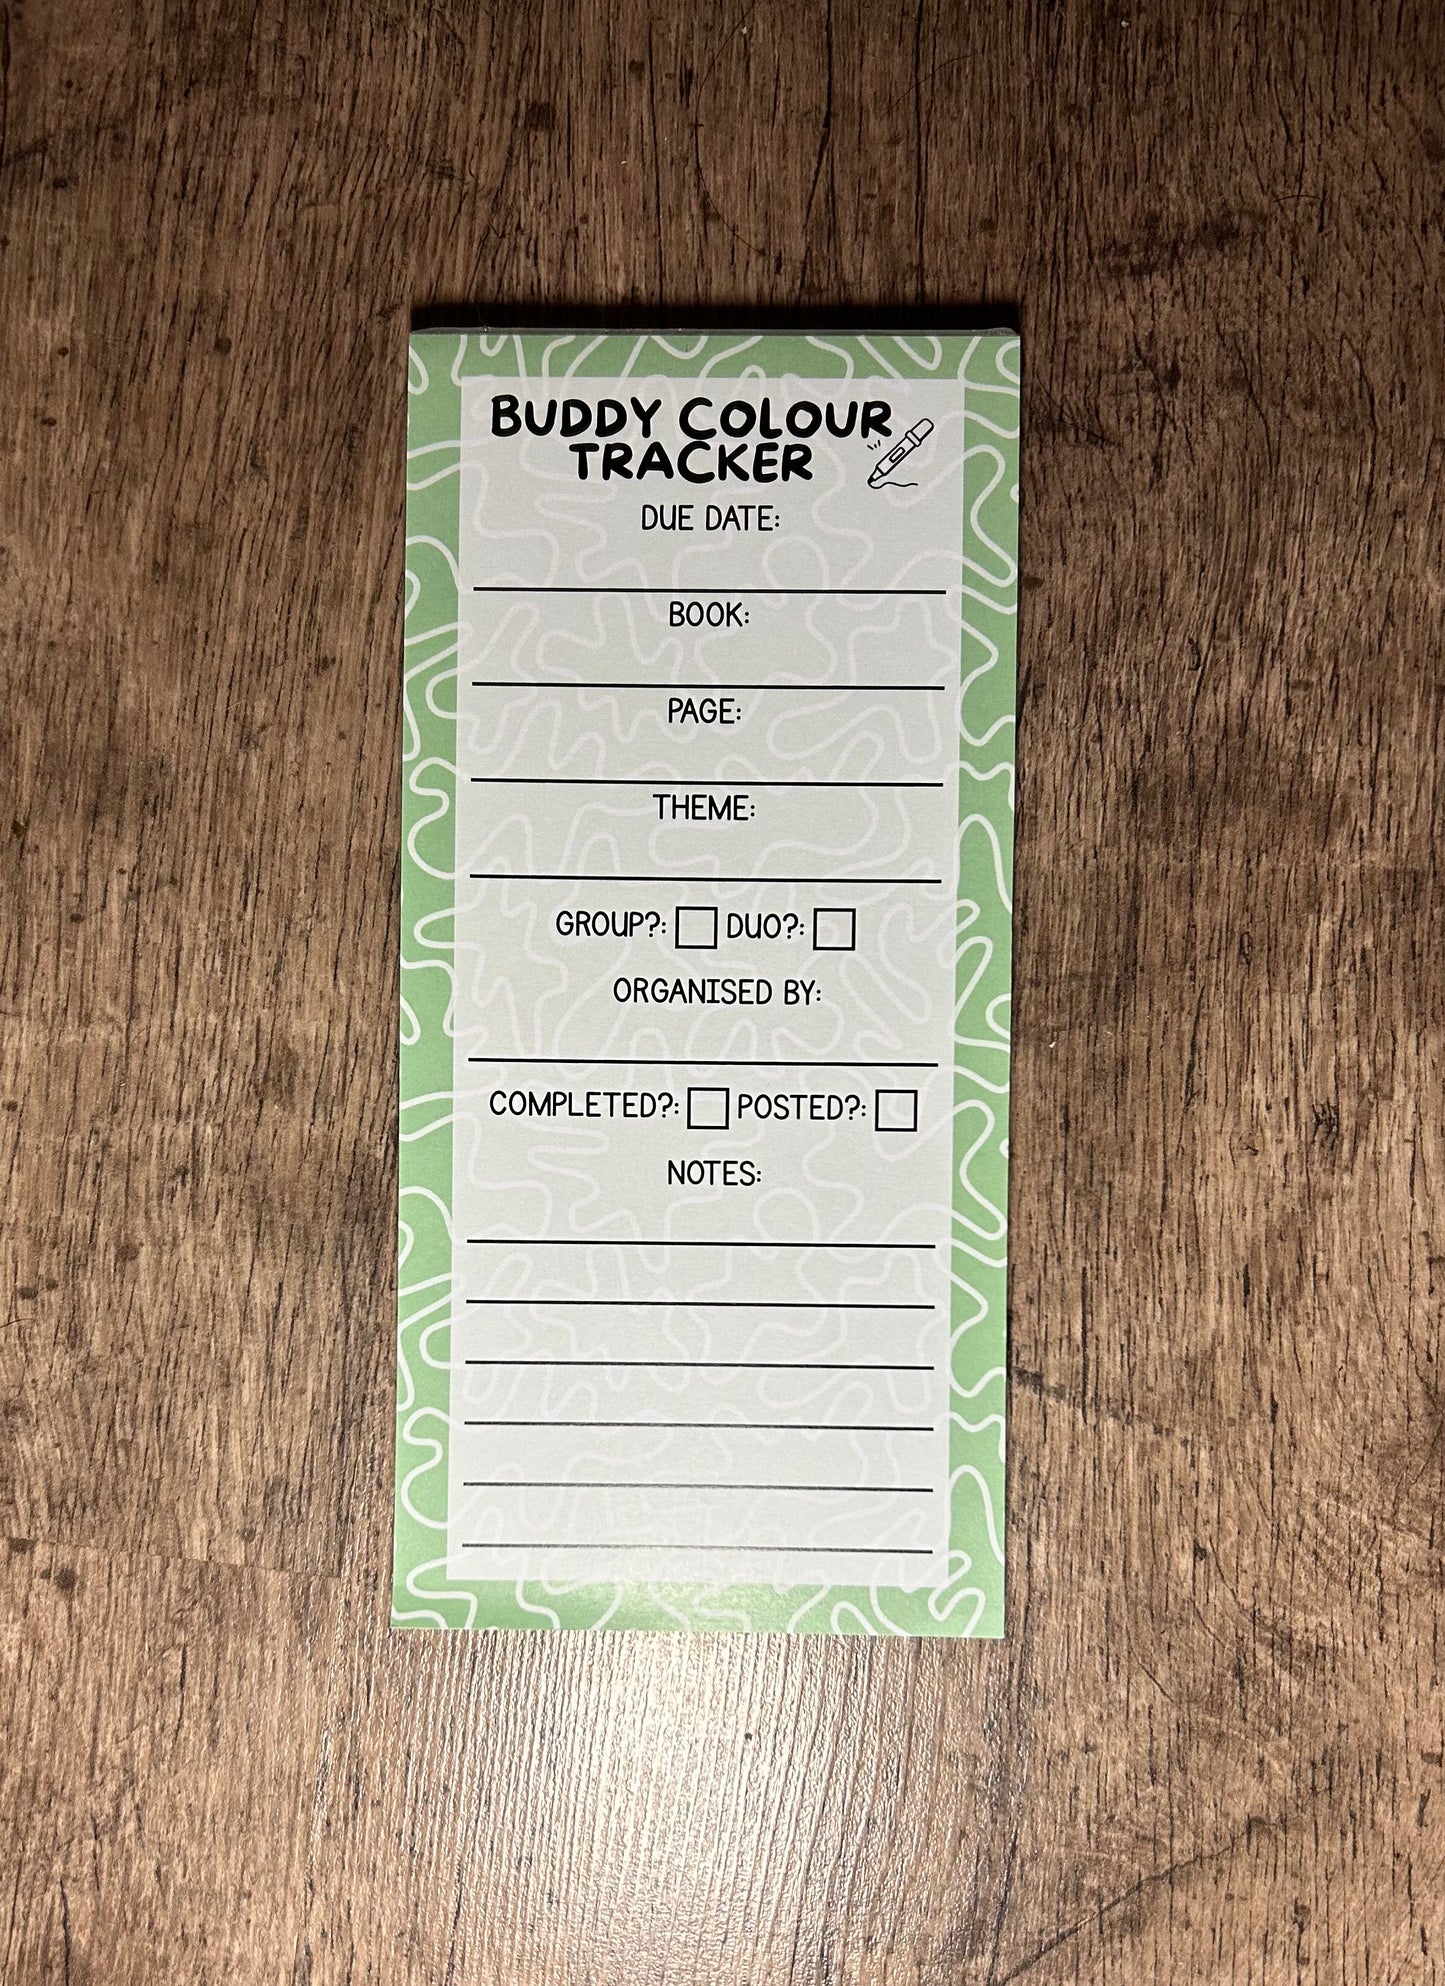 BUDDY COLOUR
TRACKER
DUE DATE:
BOOK:
PAGE:
THEME:
GROUP?: DUO?:
ORGANISED BY:
COMPLETED?: POSTED?:
NOTES: